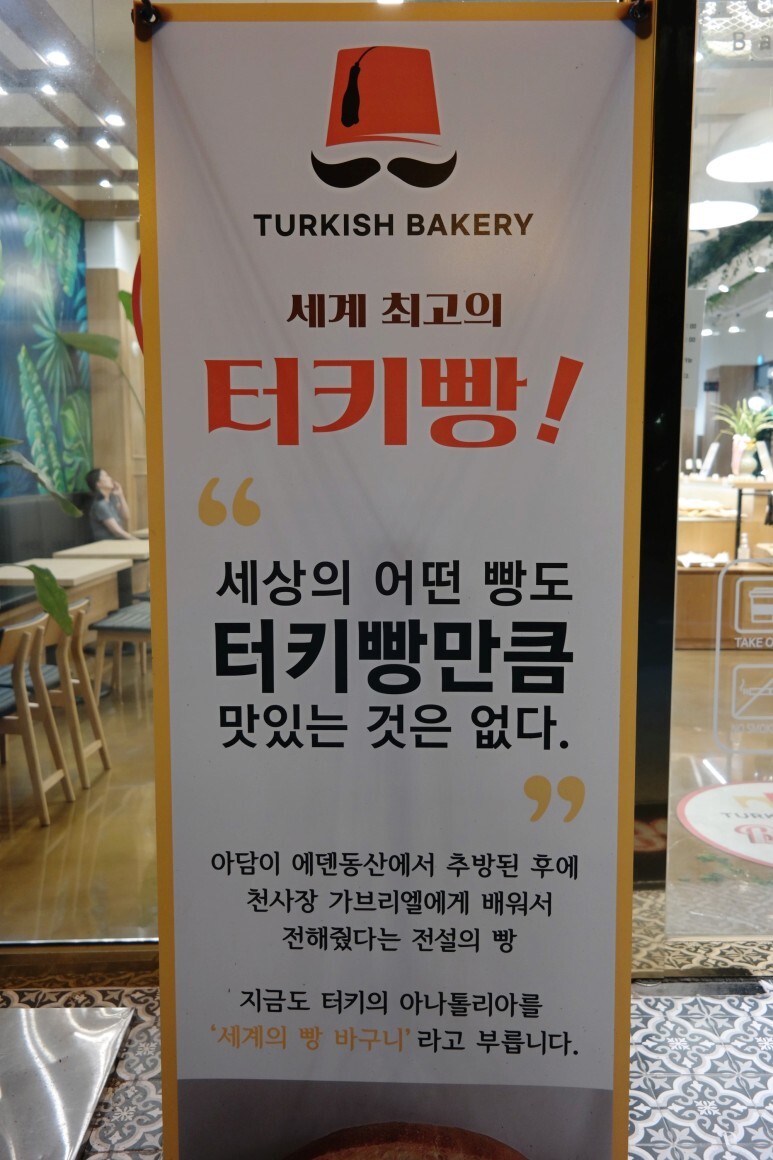 TURKISH BAKERY
세계 최고의
터키빵!
“
세상의 어떤 빵도
터키빵만큼
맛있는 것은 없다.
”
아담이 에덴동산에서 추방된 후에
천사장 가브리엘에게 배워서
전해줬다는 전설의 빵
지금도 터키의 아나톨리아를
‘세계의 빵 바구니’ 라고 부릅니다.